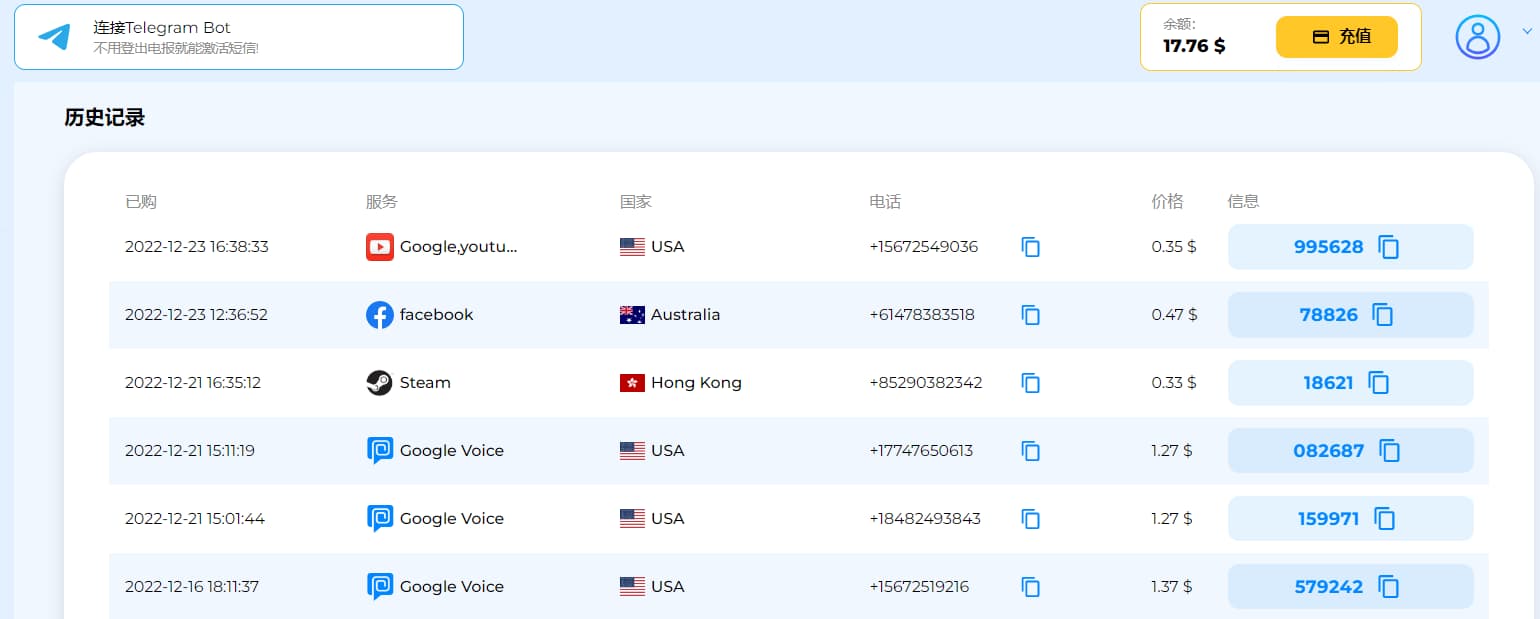 连接Telegram Bot
不用登出电报就能激活短信!
余额:
17.76 $
充值
历史记录
已购 服务 国家 电话 价格 信息
2022-12-23 16:38:33 Google,youtu... USA +15672549036 0.35 $ 995628
2022-12-23 12:36:52 facebook Australia +61478383518 0.47 $ 78826
2022-12-21 16:35:12 Steam Hong Kong +85290382342 0.33 $ 18621
2022-12-21 15:11:19 Google Voice USA +17747650613 1.27 $ 082687
2022-12-21 15:01:44 Google Voice USA +18482493843 1.27 $ 159971
2022-12-16 18:11:37 Google Voice USA +15672519216 1.37 $ 579242